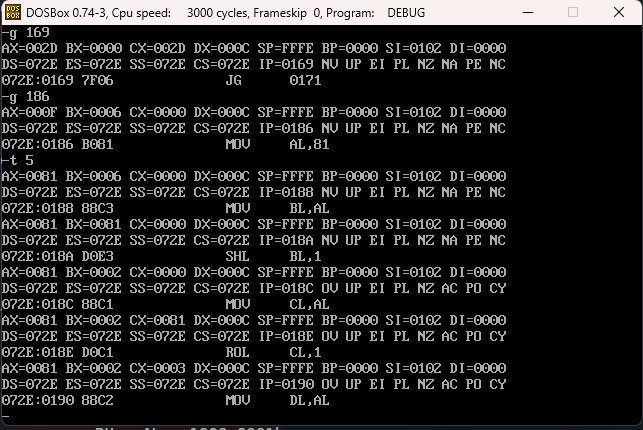 DOSBox 0.74-3, Cpu speed: 3000 cycles, Frameskip 0, Program: DEBUG
-g 169
AX=002D BX=0000 CX=002D DX=000C SP=FFFE BP=0000 SI=0102 DI=0000
DS=072E ES=072E SS=072E CS=072E IP=0169 NV UP EI PL NZ NA PE NC
072E:0169 7F06 JG 0171
-g 186
AX=000F BX=0006 CX=0000 DX=000C SP=FFFE BP=0000 SI=0102 DI=0000
DS=072E ES=072E SS=072E CS=072E IP=0186 NV UP EI PL NZ NA PE NC
072E:0186 B081 MOV AL,81
-t 5
AX=0081 BX=0006 CX=0000 DX=000C SP=FFFE BP=0000 SI=0102 DI=0000
DS=072E ES=072E SS=072E CS=072E IP=0188 NV UP EI PL NZ NA PE NC
072E:0188 88C3 MOV BL,AL
AX=0081 BX=0081 CX=0000 DX=000C SP=FFFE BP=0000 SI=0102 DI=0000
DS=072E ES=072E SS=072E CS=072E IP=018A NV UP EI PL NZ NA PE NC
072E:018A D0E3 SHL BL,1
AX=0081 BX=0002 CX=0000 DX=000C SP=FFFE BP=0000 SI=0102 DI=0000
DS=072E ES=072E SS=072E CS=072E IP=018C OV UP EI PL NZ AC PO CY
072E:018C 88C1 MOV CL,AL
AX=0081 BX=0002 CX=0081 DX=000C SP=FFFE BP=0000 SI=0102 DI=0000
DS=072E ES=072E SS=072E CS=072E IP=018E OV UP EI PL NZ AC PO CY
072E:018E D0C1 ROL CL,1
AX=0081 BX=0002 CX=0003 DX=000C SP=FFFE BP=0000 SI=0102 DI=0000
DS=072E ES=072E SS=072E CS=072E IP=0190 OV UP EI PL NZ AC PO CY
072E:0190 88C2 MOV DL,AL
-